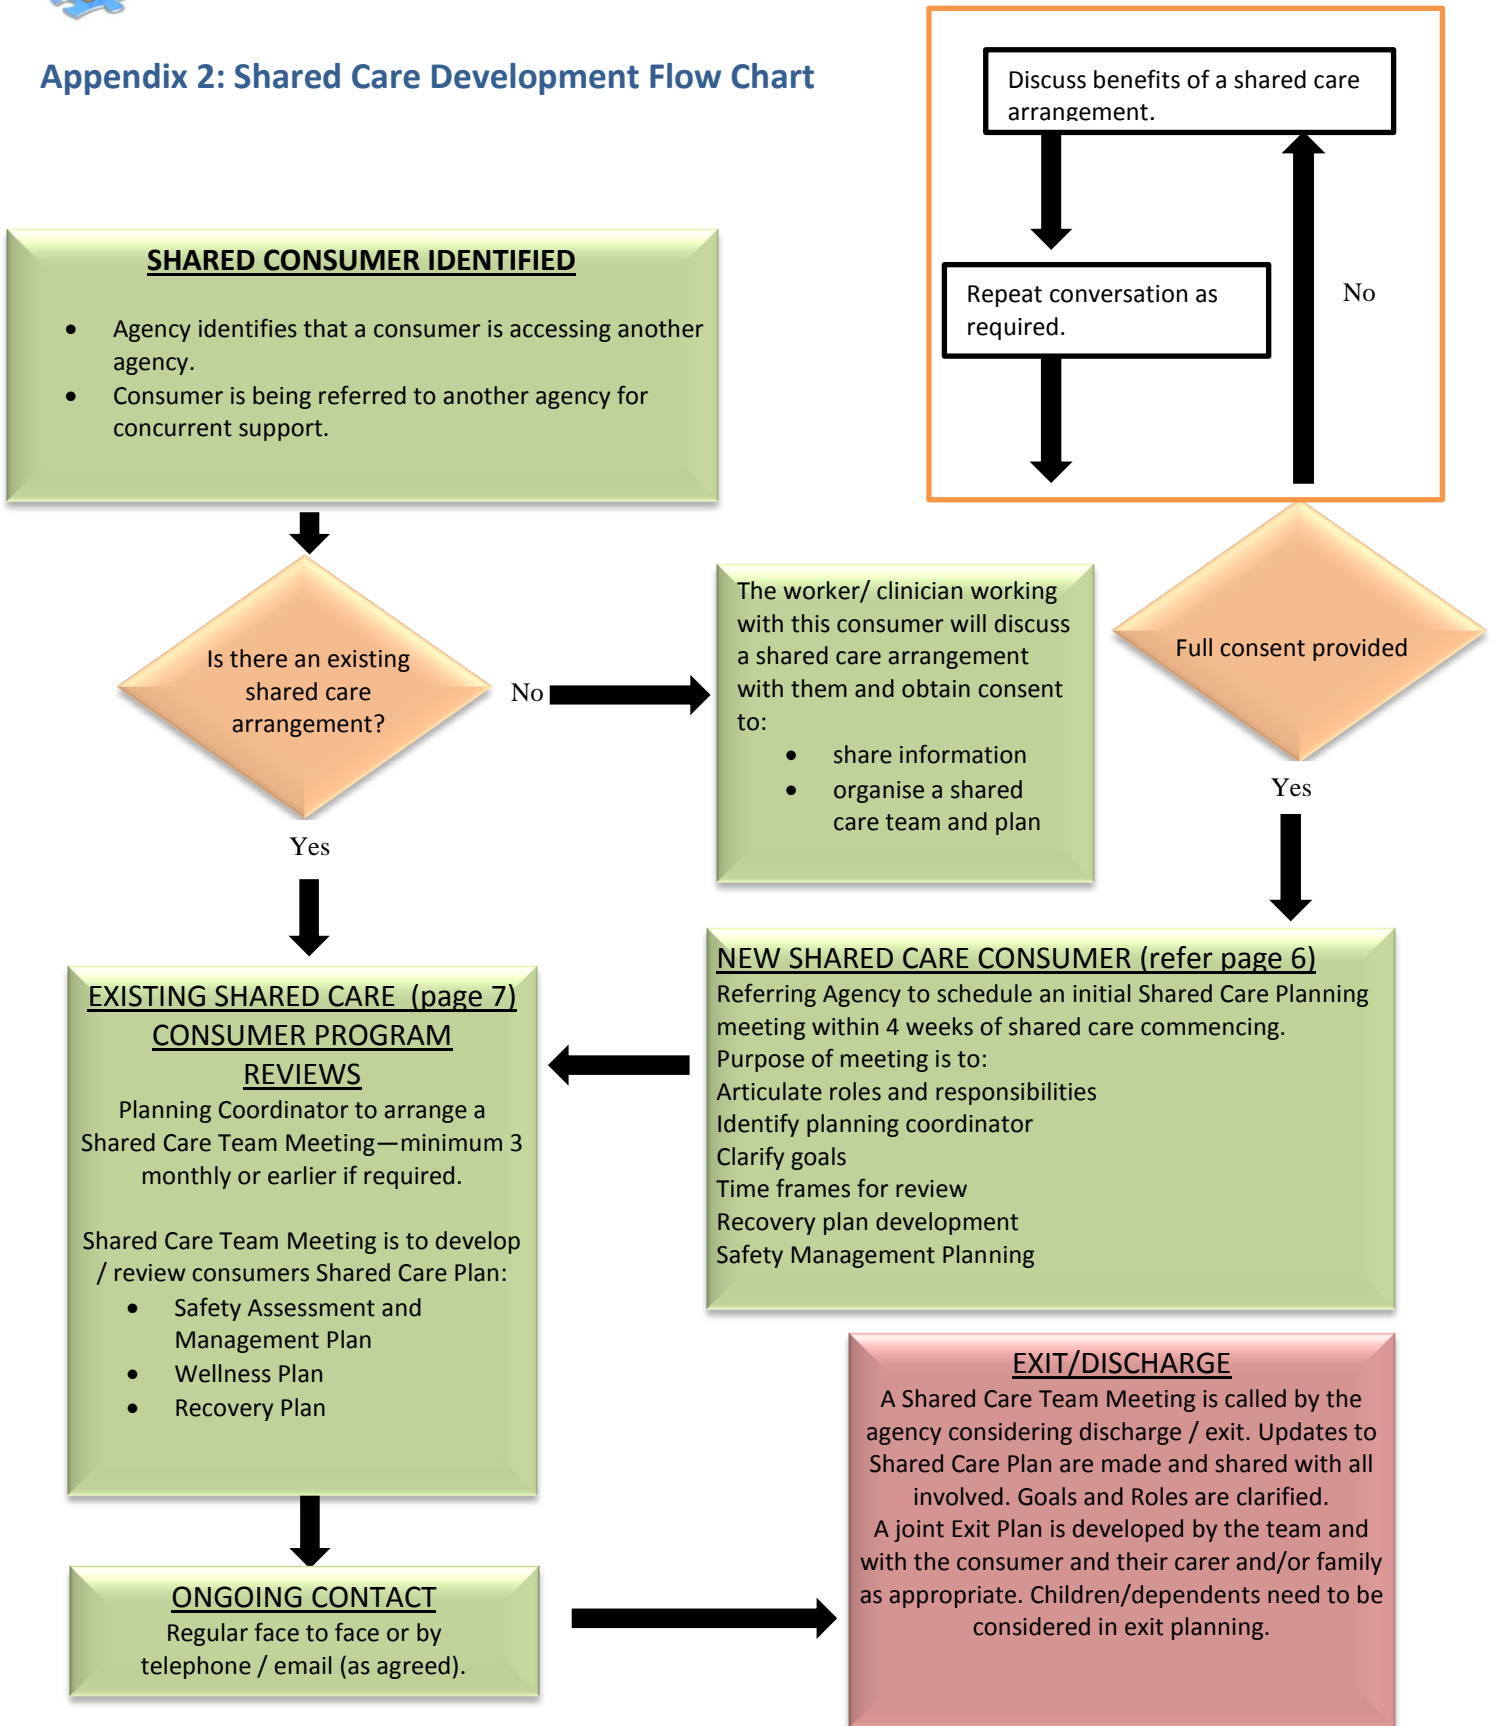 Appendix 2: Shared Care Development Flow Chart
Discuss benefits of a shared care
arrangement.
Repeat conversation as
required.
No
SHARED CONSUMER IDENTIFIED
• Agency identifies that a consumer is accessing another
agency.
• Consumer is being referred to another agency for
concurrent support.
Is there an existing
shared care
arrangement?
No
Yes
The worker/ clinician working
with this consumer will discuss
a shared care arrangement
with them and obtain consent
to:
• share information
• organise a shared
care team and plan
Full consent provided
Yes
NEW SHARED CARE CONSUMER (refer page 6)
Referring Agency to schedule an initial Shared Care Planning
meeting within 4 weeks of shared care commencing.
Purpose of meeting is to:
Articulate roles and responsibilities
Identify planning coordinator
Clarify goals
Time frames for review
Recovery plan development
Safety Management Planning
EXISTING SHARED CARE (page 7)
CONSUMER PROGRAM
REVIEWS
Planning Coordinator to arrange a
Shared Care Team Meeting—minimum 3
monthly or earlier if required.
Shared Care Team Meeting is to develop
/ review consumers Shared Care Plan:
• Safety Assessment and
Management Plan
• Wellness Plan
• Recovery Plan
ONGOING CONTACT
Regular face to face or by
telephone / email (as agreed).
EXIT/DISCHARGE
A Shared Care Team Meeting is called by the
agency considering discharge / exit. Updates to
Shared Care Plan are made and shared with all
involved. Goals and Roles are clarified.
A joint Exit Plan is developed by the team and
with the consumer and their carer and/or family
as appropriate. Children/dependents need to be
considered in exit planning.